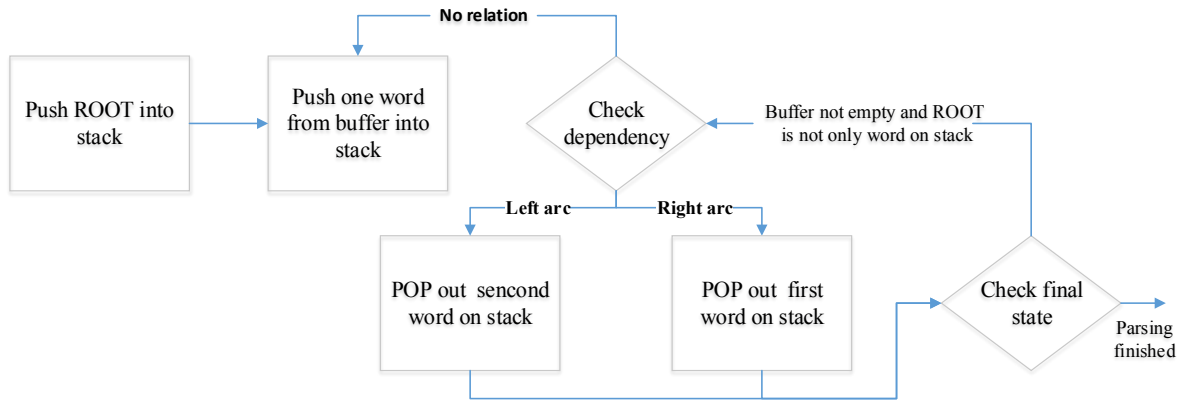 No relation
Push ROOT into
stack
Push one word
from buffer into
stack
Check
dependency
Buffer not empty and ROOT
is not only word on stack
Left arc
Right arc
POP out sencond
word on stack
POP out first
word on stack
Check final
state
Parsing
finished